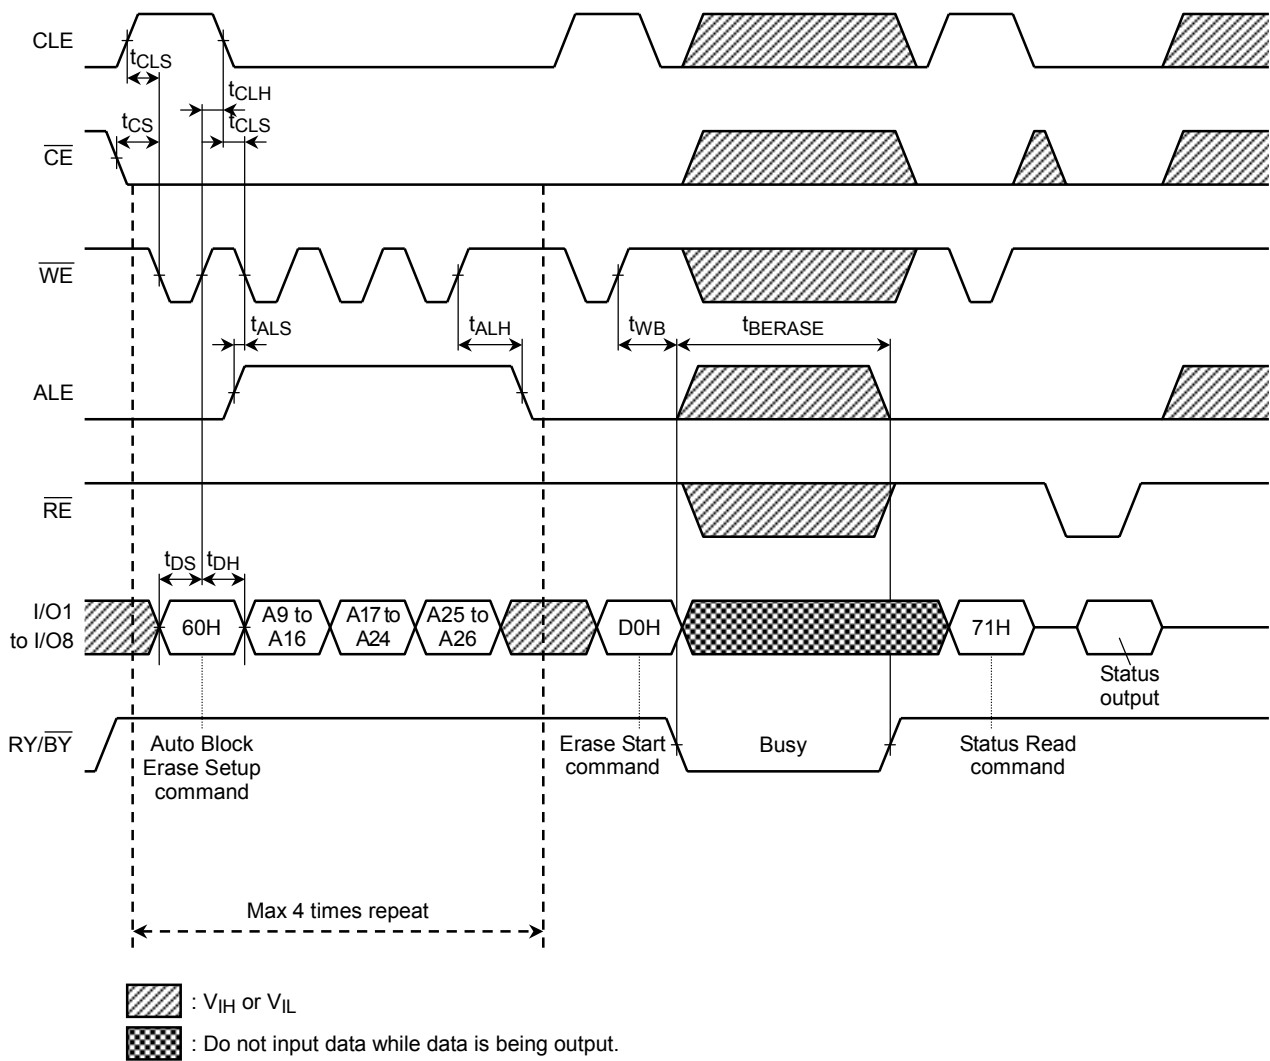 CLE
tCLS
tCLH
tCS
tCLS
CE
WE
tALS
tALH
tWB
tBERASE
ALE
RE
tDS
tDH
I/O1
to I/O8
60H
A9 to
A16
A17 to
A24
A25 to
A26
D0H
71H
Status
output
RY/BY
Auto Block
Erase Setup
command
Erase Start
command
Busy
Status Read
command
Max 4 times repeat
: VIH or VIL
: Do not input data while data is being output.